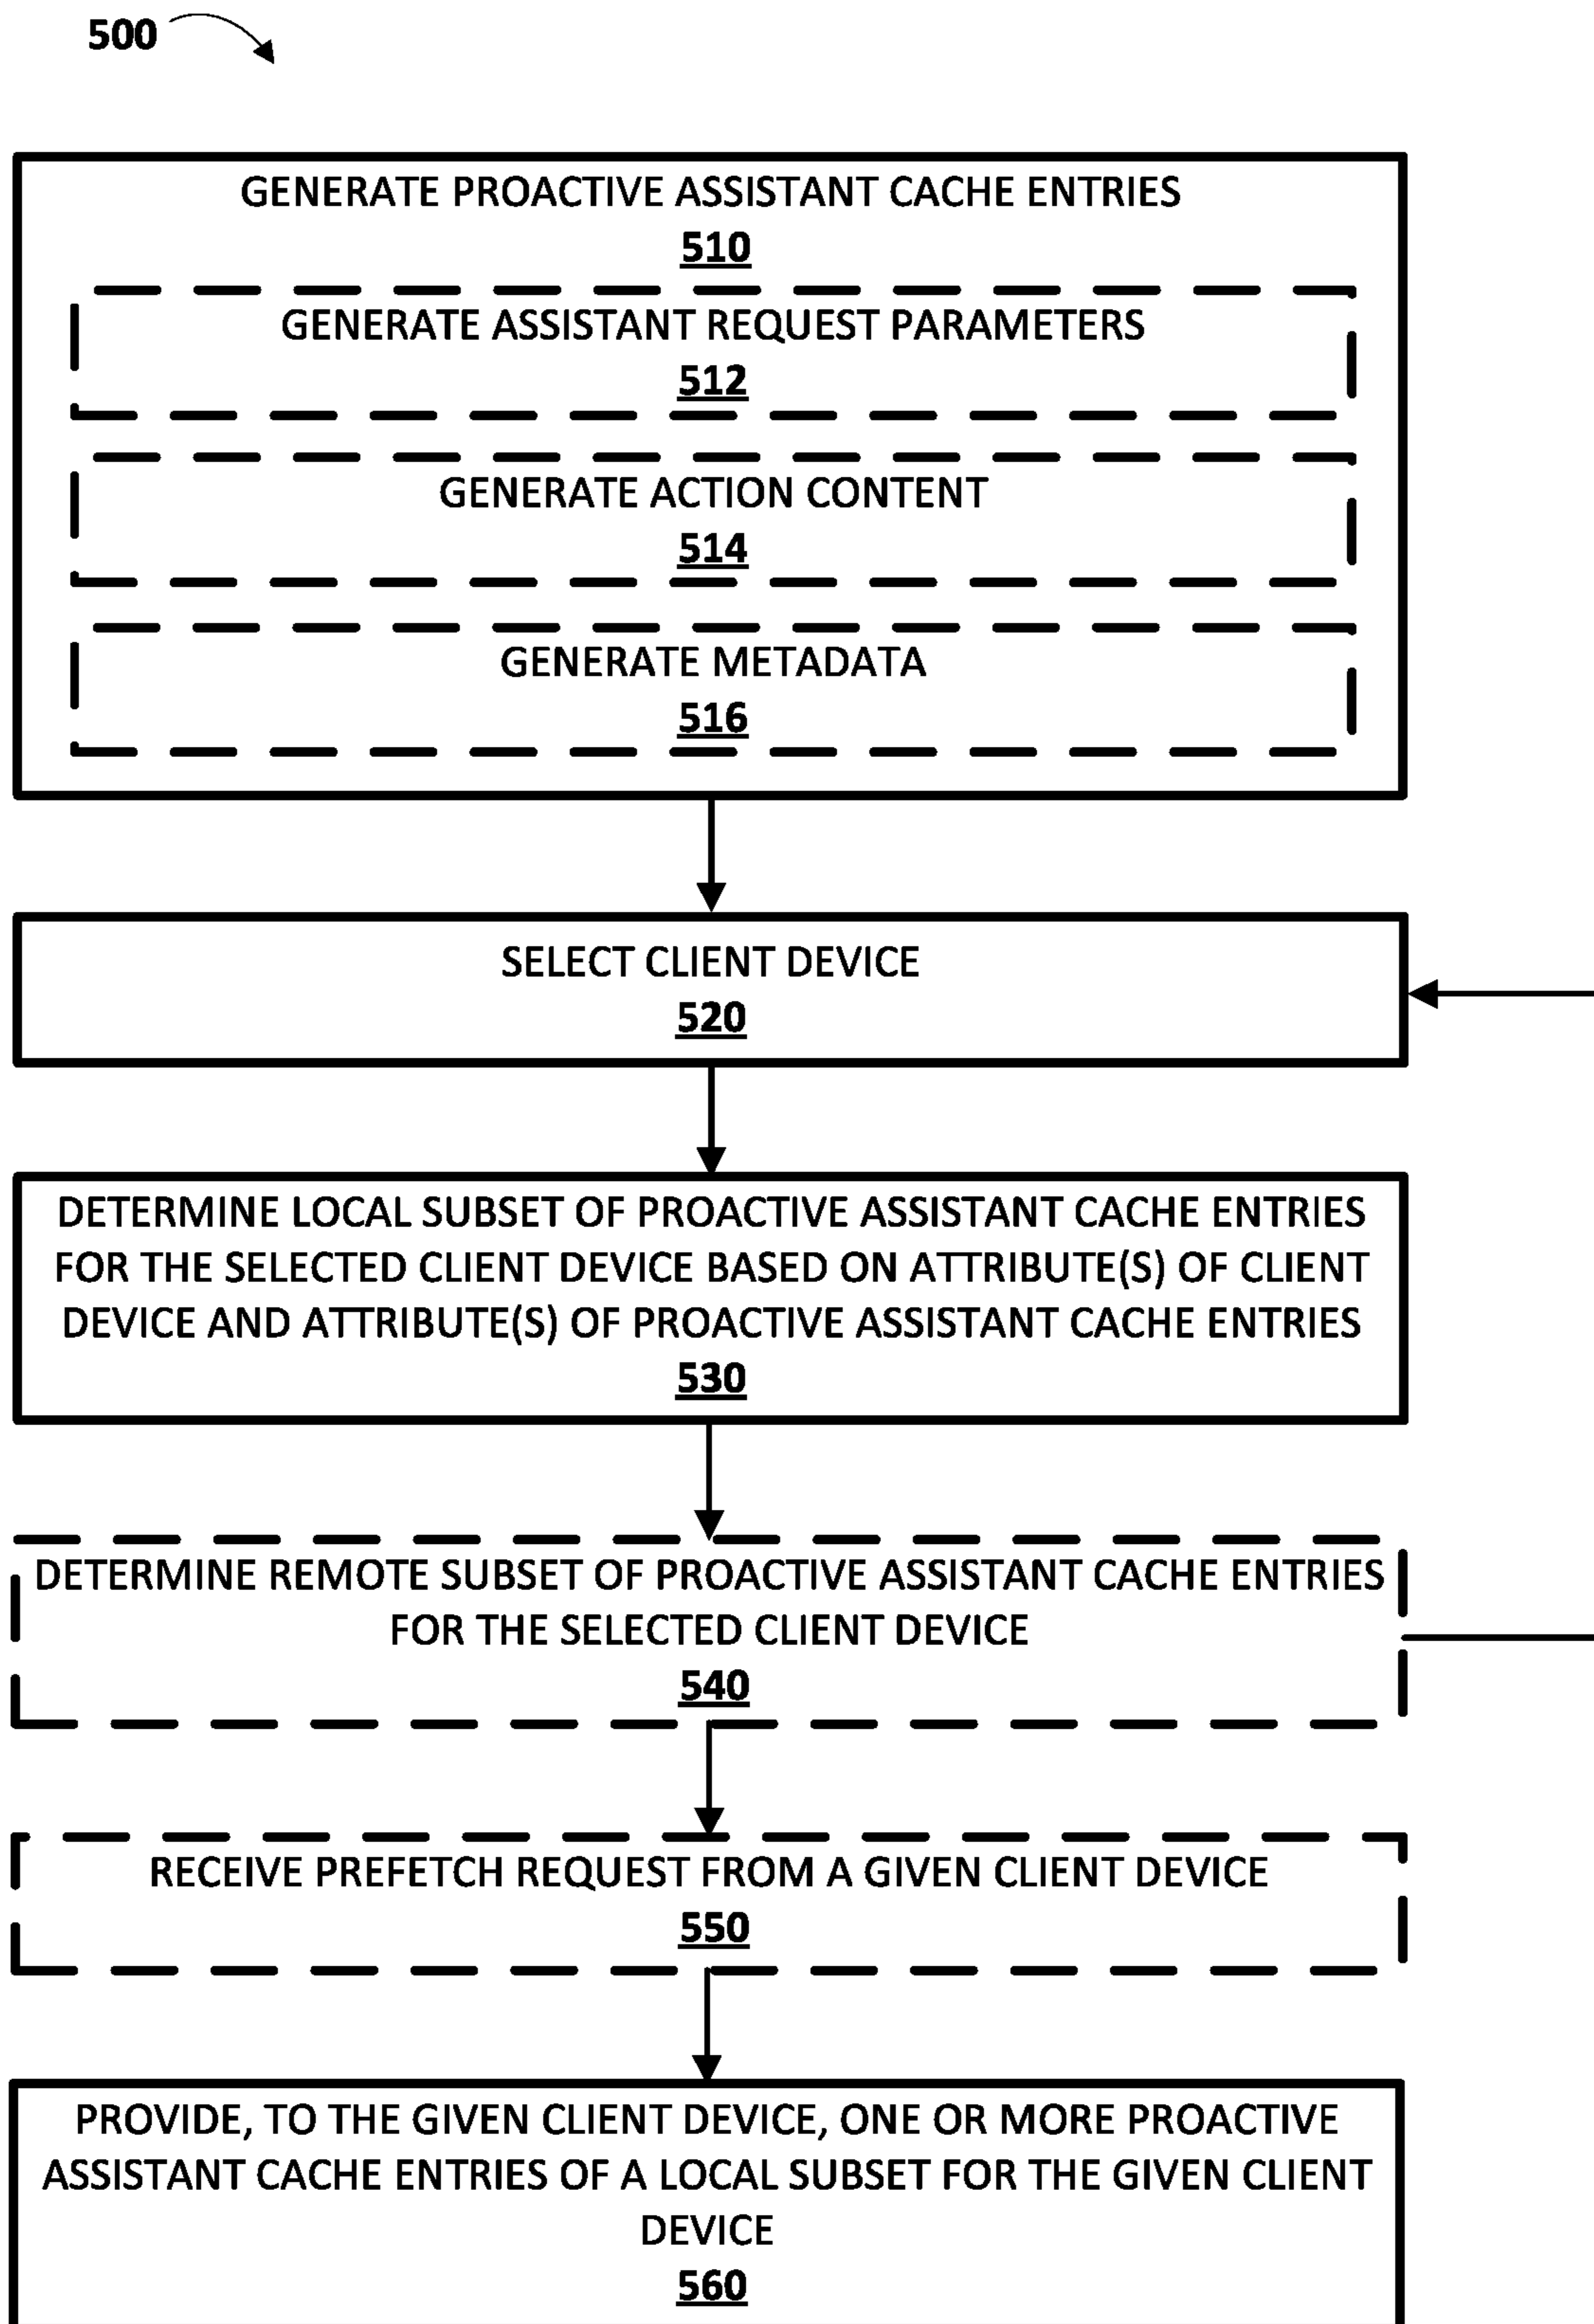 500
GENERATE PROACTIVE ASSISTANT CACHE ENTRIES
510
GENERATE ASSISTANT REQUEST PARAMETERS
512
GENERATE ACTION CONTENT
514
GENERATE METADATA
516
SELECT CLIENT DEVICE
520
DETERMINE LOCAL SUBSET OF PROACTIVE ASSISTANT CACHE ENTRIES
FOR THE SELECTED CLIENT DEVICE BASED ON ATTRIBUTE(S) OF CLIENT
DEVICE AND ATTRIBUTE(S) OF PROACTIVE ASSISTANT CACHE ENTRIES
530
DETERMINE REMOTE SUBSET OF PROACTIVE ASSISTANT CACHE ENTRIES
FOR THE SELECTED CLIENT DEVICE
540
RECEIVE PREFETCH REQUEST FROM A GIVEN CLIENT DEVICE
550
PROVIDE, TO THE GIVEN CLIENT DEVICE, ONE OR MORE PROACTIVE
ASSISTANT CACHE ENTRIES OF A LOCAL SUBSET FOR THE GIVEN CLIENT
DEVICE
560